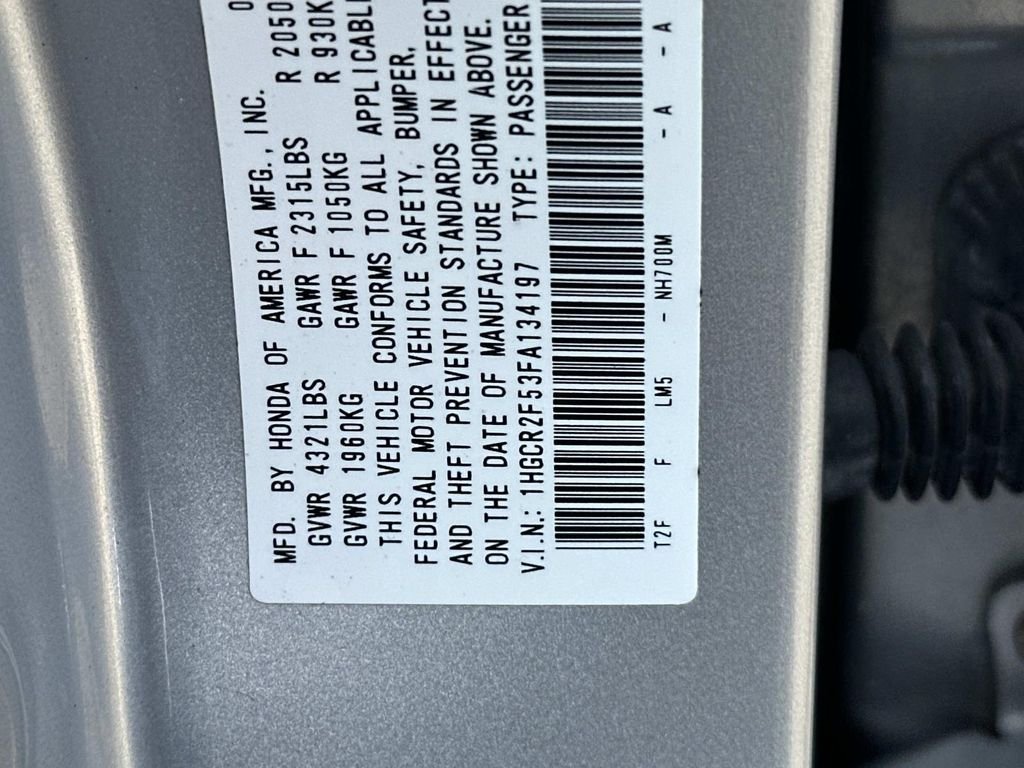 MFD. BY HONDA OF AMERICA MFG., INC. 0
GVWR 4321LBS GAWR F 2315LBS R 2050
GVWR 1960KG GAWR F 1050KG R 930K
THIS VEHICLE CONFORMS TO ALL APPLICABL
FEDERAL MOTOR VEHICLE SAFETY, BUMPER,
AND THEFT PREVENTION STANDARDS IN EFFECT
ON THE DATE OF MANUFACTURE SHOWN ABOVE.
V.I.N.: 1HGCR2F53FA134197 TYPE: PASSENGER
T2F F LM5 - NH700M - A - A